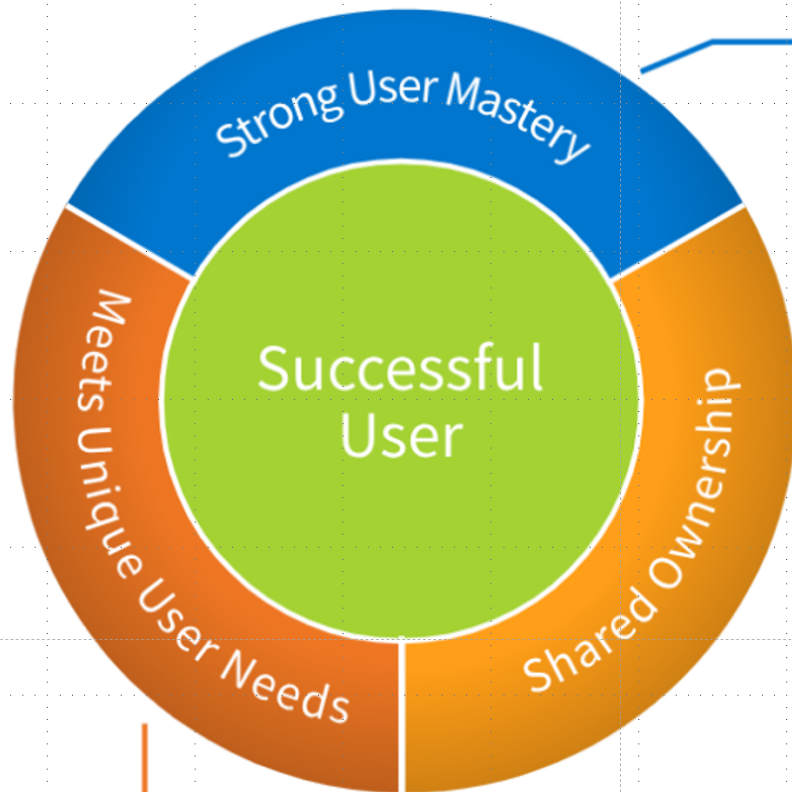 Strong User Mastery
Successful
User
Meets Unique User Needs
Shared Ownership